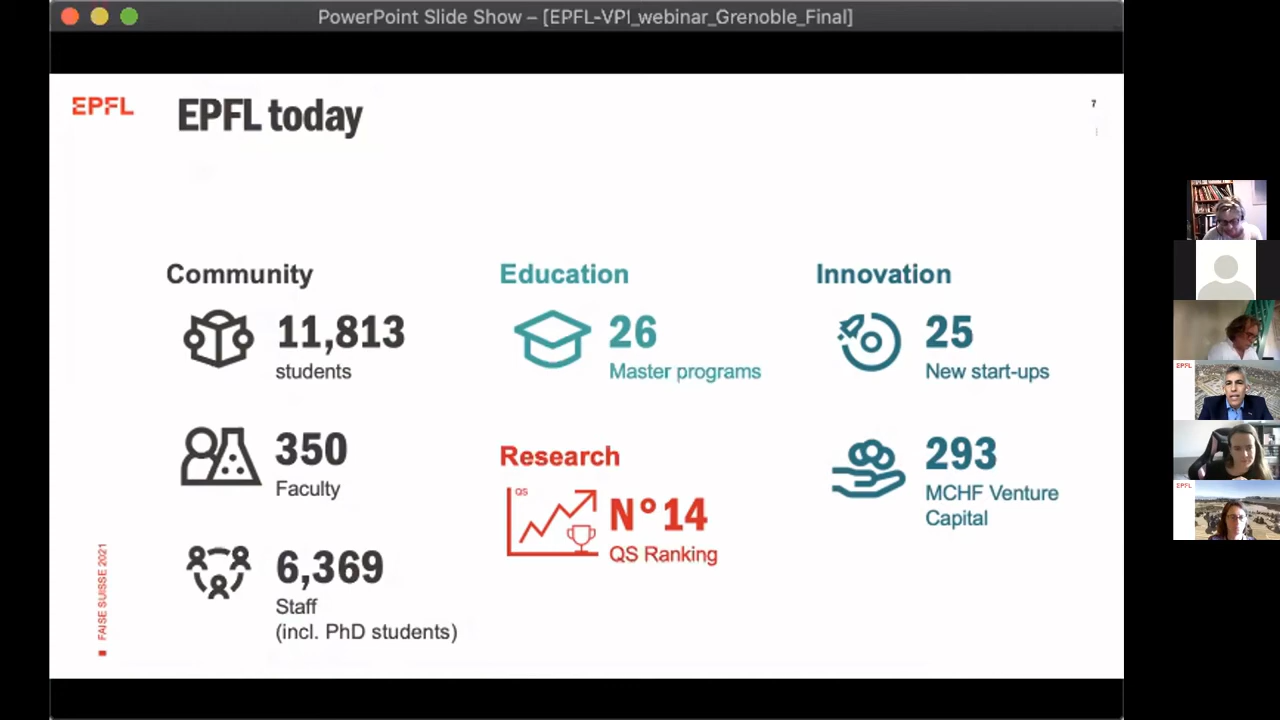 PowerPoint Slide Show – [EPFL-VPI_webinar_Grenoble_Final]
EPFL
EPFL today
7
Community
11,813
students
350
Faculty
6,369
Staff
(incl. PhD students)
Education
26
Master programs
Research
QS
N°14
QS Ranking
Innovation
25
New start-ups
293
MCHF Venture
Capital
FAISE SUISSE 2021
EPFL
EPFL